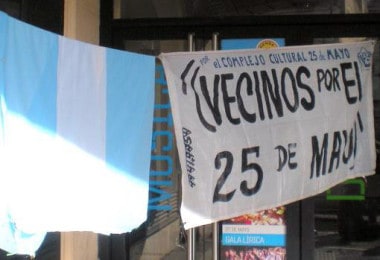 POR el COMPLEJO CULTURAL 25 de MAYO
"(VECINOS POR El
25 DE MAYO
GALA LÍRICA